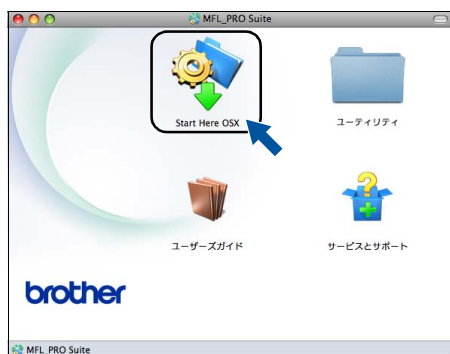 MFL_PRO Suite
Start Here OSX
ユーティリティ
ユーザーズガイド
サービスとサポート
brother
MFL_PRO Suite